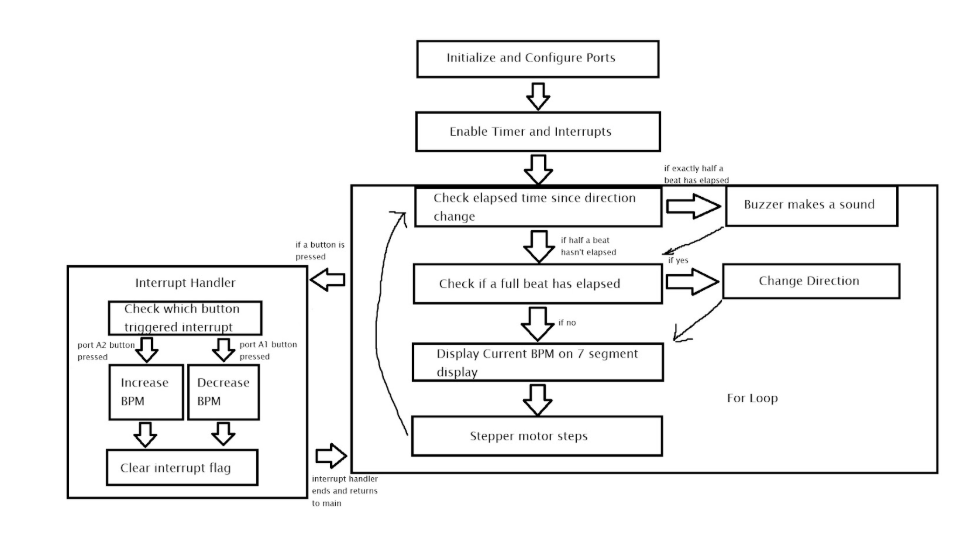 Initialize and Configure Ports
Enable Timer and Interrupts
if exactly half a
beat has elapsed
Check elapsed time since direction
change
Buzzer makes a sound
if half a beat
hasn't elapsed
if yes
Check if a full beat has elapsed
Change Direction
if no
Display Current BPM on 7 segment
display
For Loop
Stepper motor steps
if a button is
pressed
Interrupt Handler
Check which button
triggered interrupt
port A2 button
pressed
port A1 button
pressed
Increase
BPM
Decrease
BPM
Clear interrupt flag
interrupt handler
ends and returns
to main